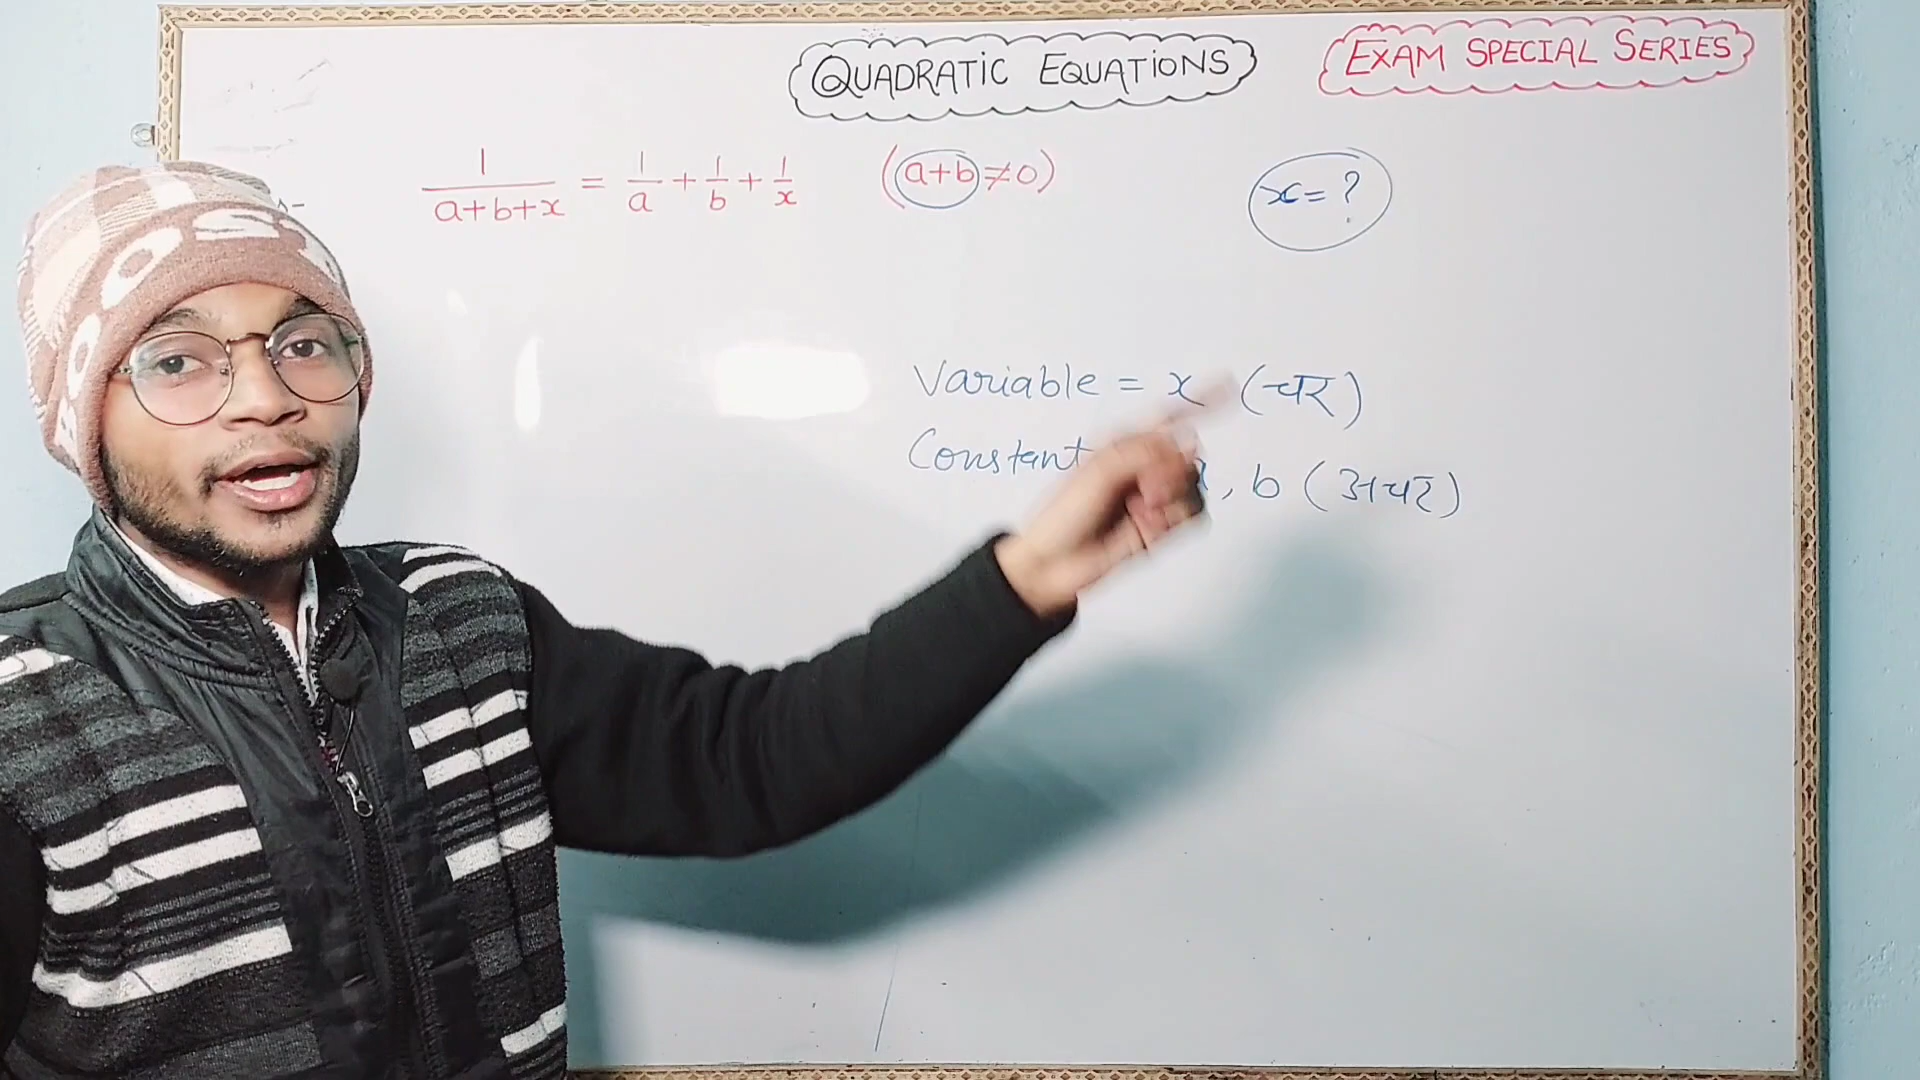 QUADRATIC EQUATIONS
EXAM SPECIAL SERIES
1/(a+b+x) = 1/a + 1/b + 1/x (a+b≠0)
x=?
Variable = x (चर)
Constant , b (अचर)